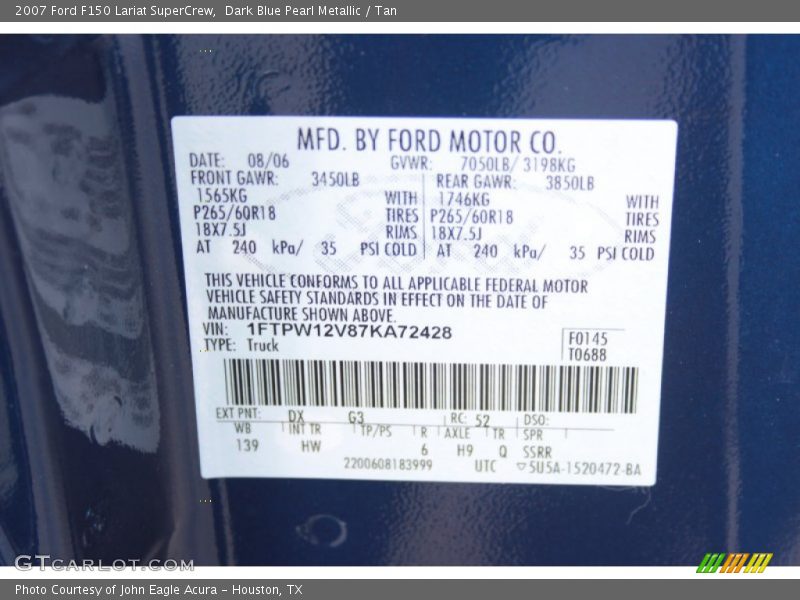 2007 Ford F150 Lariat SuperCrew,  Dark Blue Pearl Metallic / Tan
MFD. BY FORD MOTOR CO.
DATE: 08/06 GVWR: 7050LB/ 3198KG
FRONT GAWR: 3450LB REAR GAWR: 3850LB
1565KG WITH 1746KG WITH
P265/60R18 TIRES P265/60R18 TIRES
18X7.5J RIMS 18X7.5J RIMS
AT 240 kPa/ 35 PSI COLD AT 240 kPa/ 35 PSI COLD
THIS VEHICLE CONFORMS TO ALL APPLICABLE FEDERAL MOTOR
VEHICLE SAFETY STANDARDS IN EFFECT ON THE DATE OF
MANUFACTURE SHOWN ABOVE.
VIN: 1FTPW12V87KA72428
TYPE: Truck
F0145
T0688
EXT PNT: DX G3 RC: 52 DSO:
WB INT TR TP/PS R AXLE TR SPR
139 HW 6 H9 Q SSRR
2200608183999 UTC ▽5U5A-1520472-BA
GTCARLOT.COM
Photo Courtesy of John Eagle Acura - Houston, TX